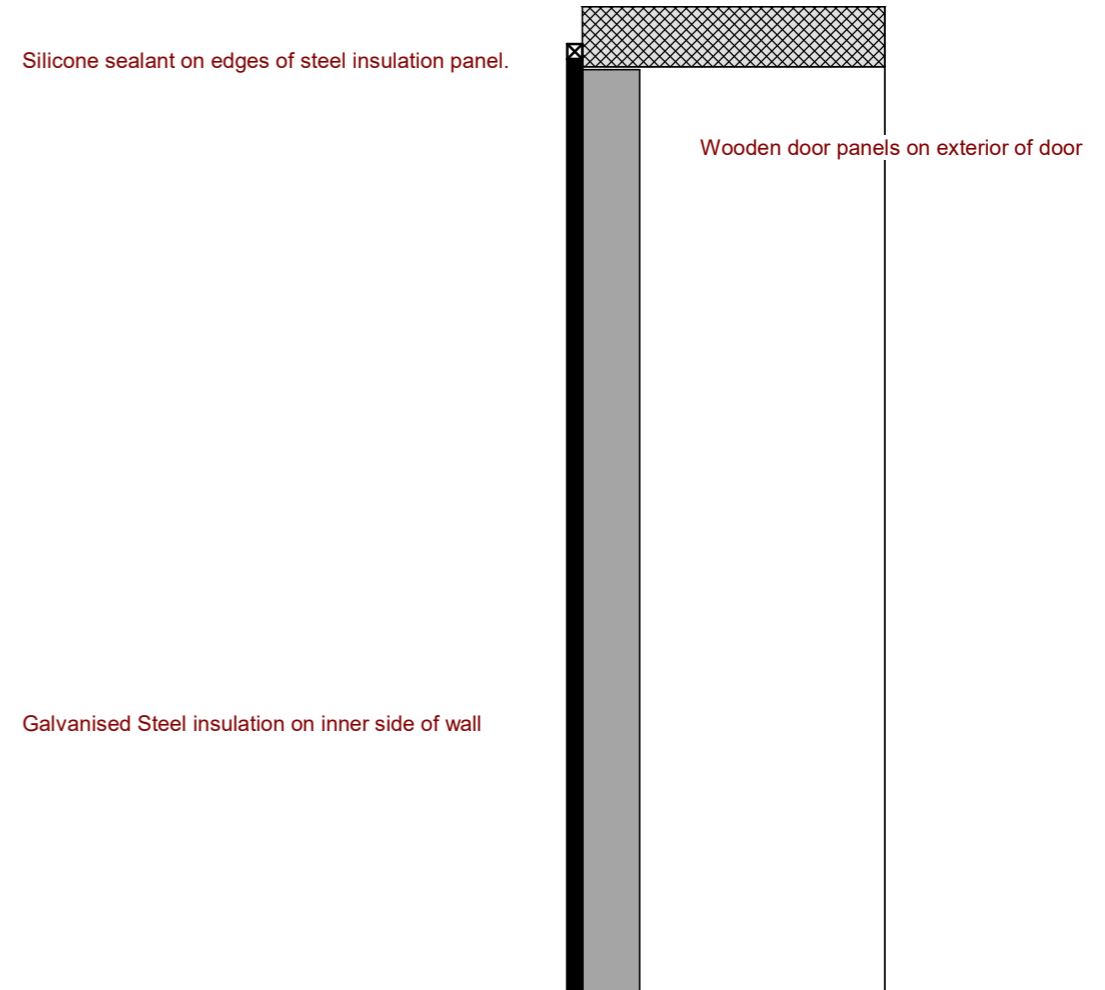 Silicone sealant on edges of steel insulation panel.
Wooden door panels on exterior of door
Galvanised Steel insulation on inner side of wall